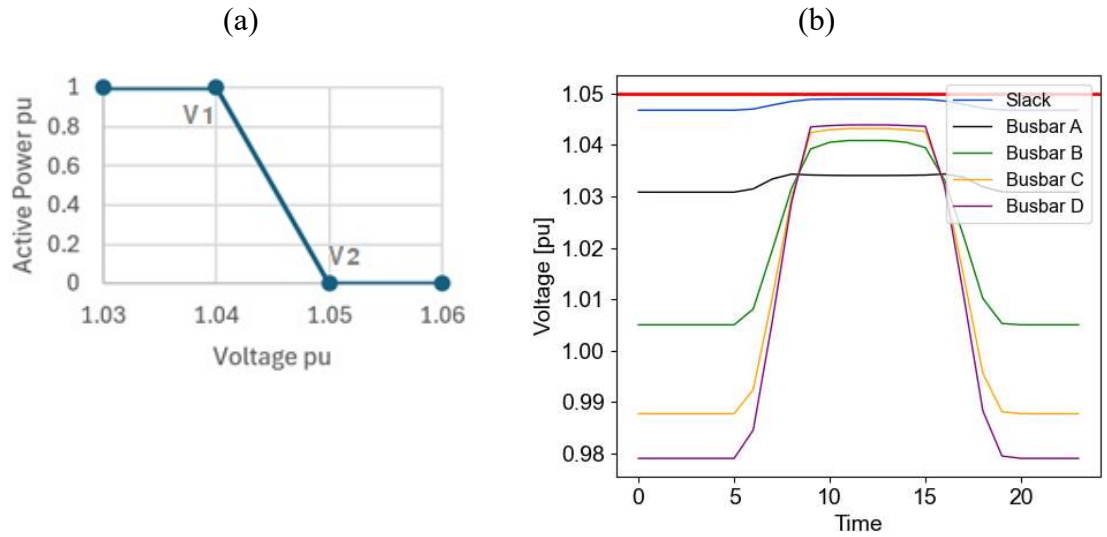 (a)
(b)
Active Power pu
1
0.8
0.6
0.4
0.2
0
V1
V2
1.03 1.04 1.05 1.06
Voltage pu
Voltage [pu]
1.05
1.04
1.03
1.02
1.01
1.00
0.99
0.98
Slack
Busbar A
Busbar B
Busbar C
Busbar D
0 5 10 15 20
Time